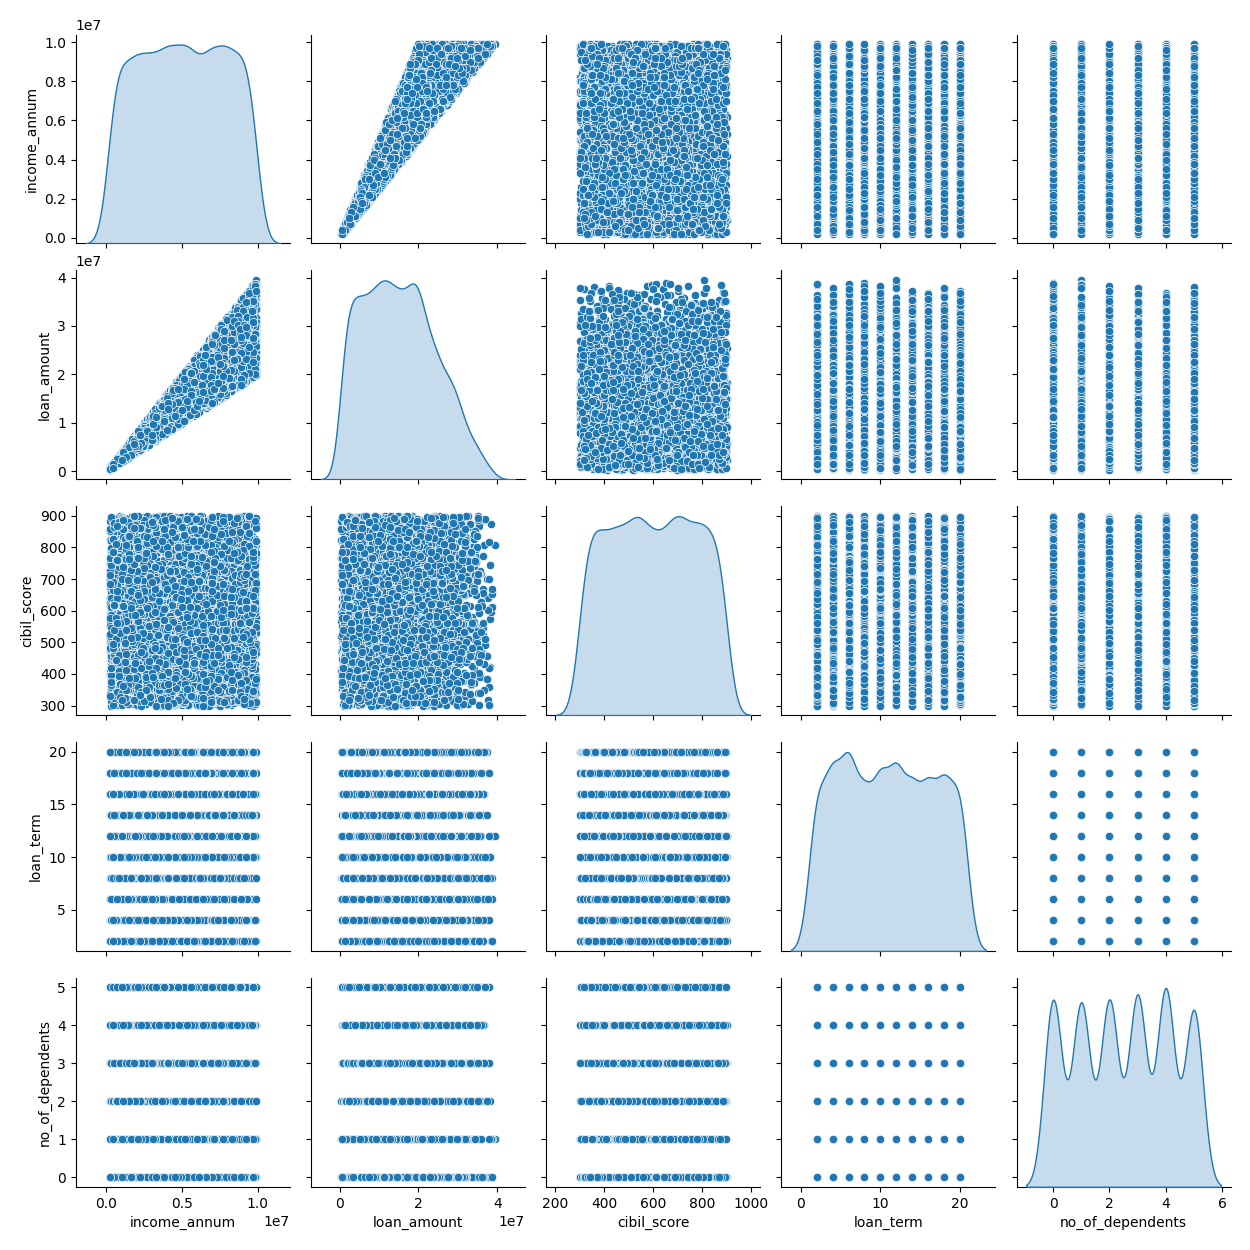 1e7
1.0
0.8
0.6
0.4
0.2
0.0
income_annum
1e7
4
3
2
1
0
loan_amount
900
800
700
600
500
400
300
cibil_score
20
15
10
5
loan_term
5
4
3
2
1
0
no_of_dependents
0.0 0.5 1.0 0 2 4 200 400 600 800 1000 0 10 20 0 2 4 6
1e7 1e7
income_annum loan_amount cibil_score loan_term no_of_dependents